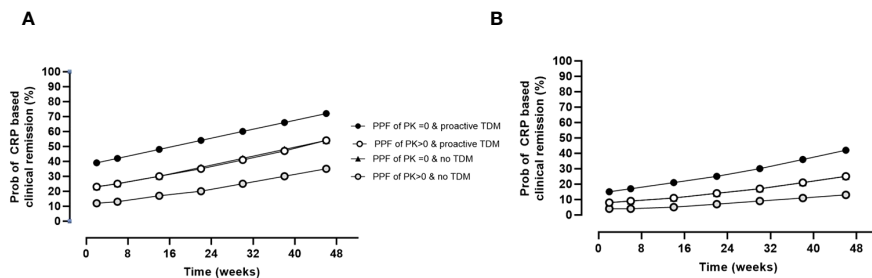 A
B
Prob of CRP based
clinical remission (%)
100
90
80
70
60
50
40
30
20
10
0
0 8 16 24 32 40 48
Time (weeks)
PPF of PK =0 & proactive TDM
PPF of PK>0 & proactive TDM
PPF of PK =0 & no TDM
PPF of PK>0 & no TDM
Prob of CRP based
clinical remission (%)
100
90
80
70
60
50
40
30
20
10
0
0 8 16 24 32 40 48
Time (weeks)